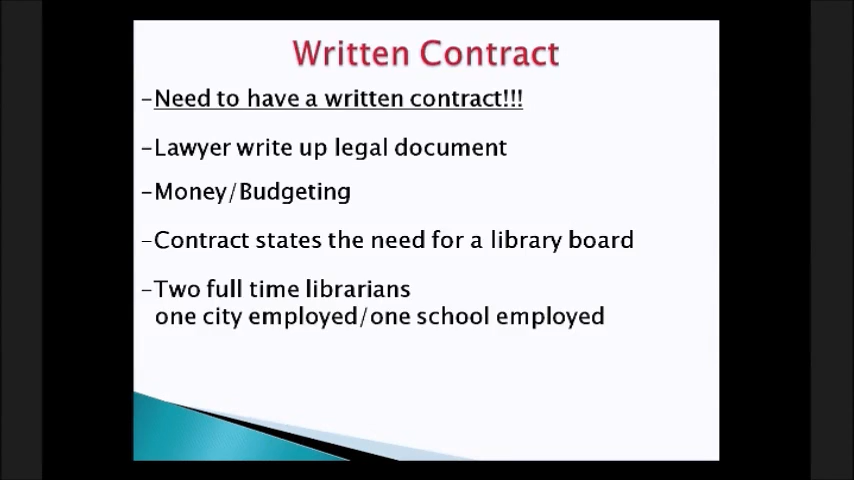 Written Contract
-Need to have a written contract!!!
-Lawyer write up legal document
-Money/Budgeting
-Contract states the need for a library board
-Two full time librarians
one city employed/one school employed